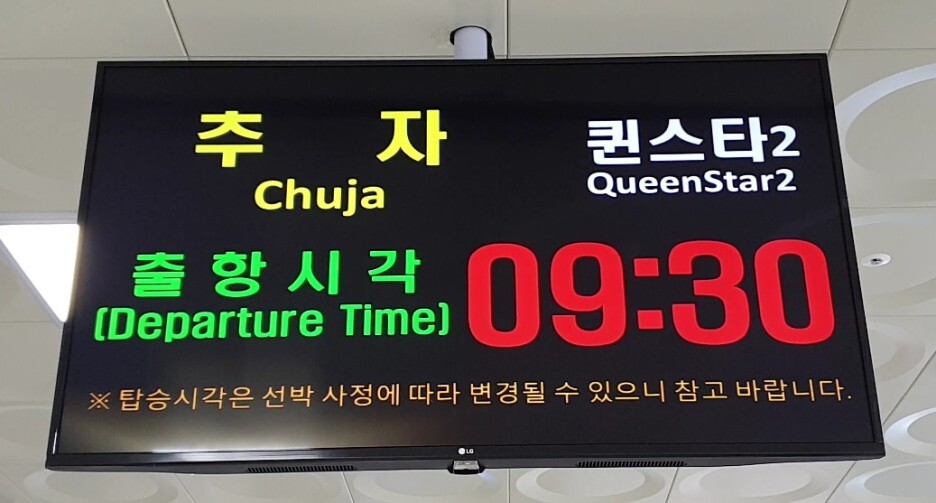 추 자
Chuja
퀸스타2
QueenStar2
출항시각
(Departure Time)
09:30
※ 탑승시각은 선박 사정에 따라 변경될 수 있으니 참고 바랍니다.
LG